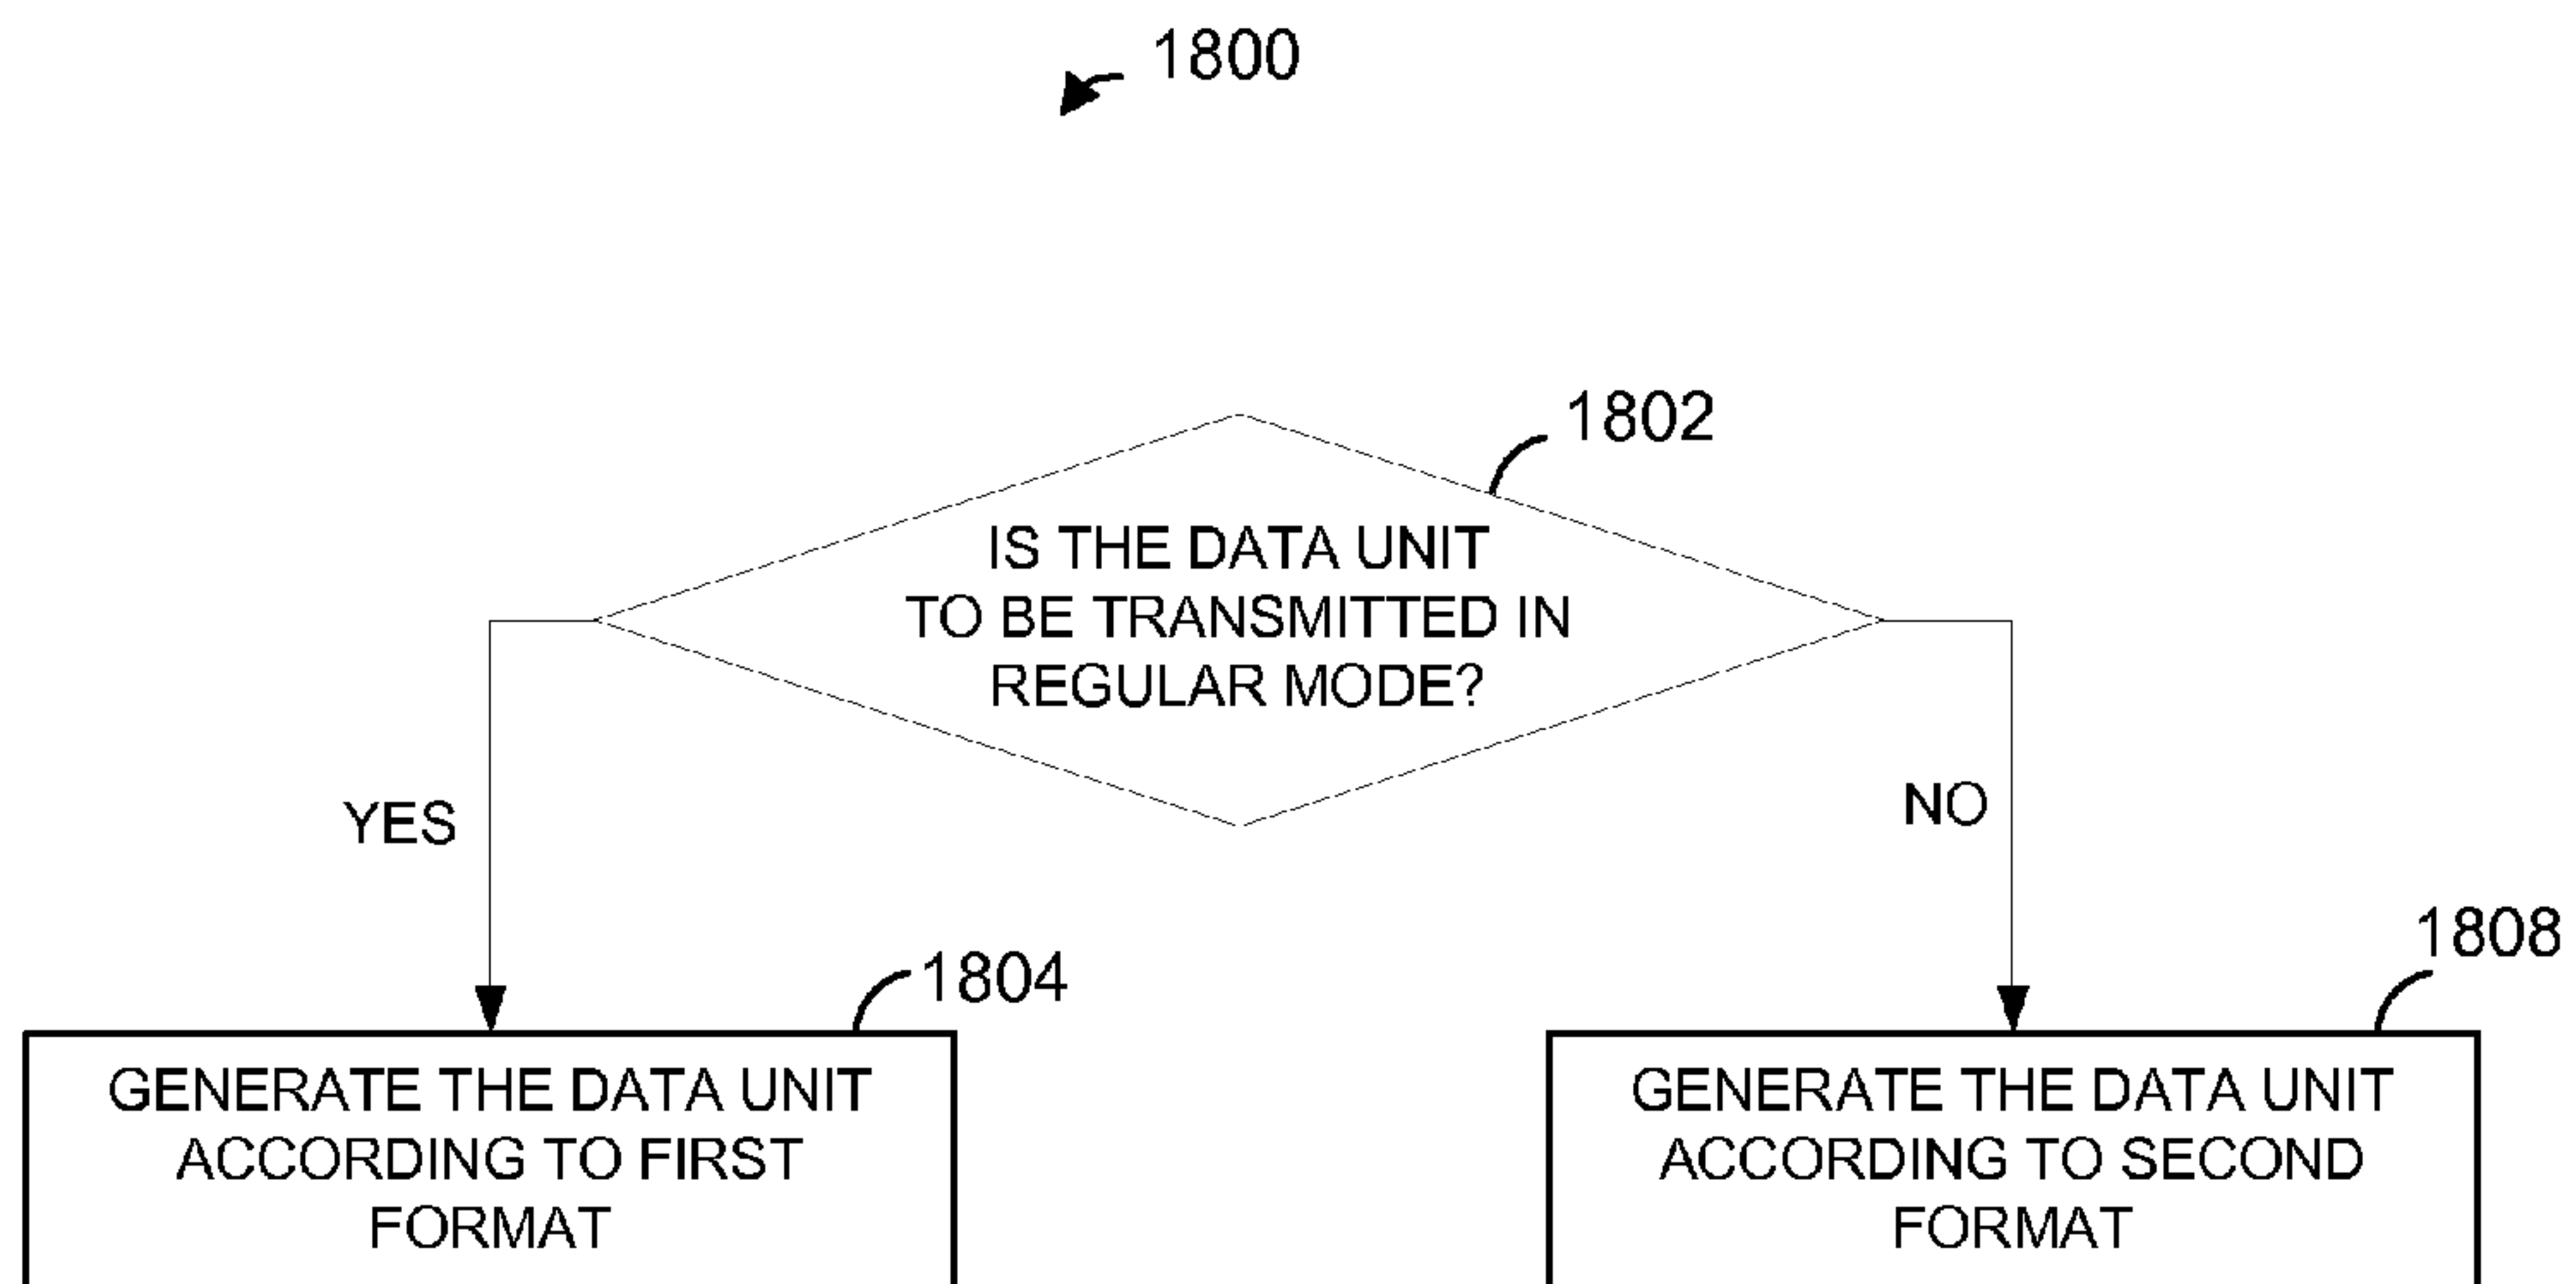 1800
1802
IS THE DATA UNIT
TO BE TRANSMITTED IN
REGULAR MODE?
YES
NO
1804
1808
GENERATE THE DATA UNIT
ACCORDING TO FIRST
FORMAT
GENERATE THE DATA UNIT
ACCORDING TO SECOND
FORMAT